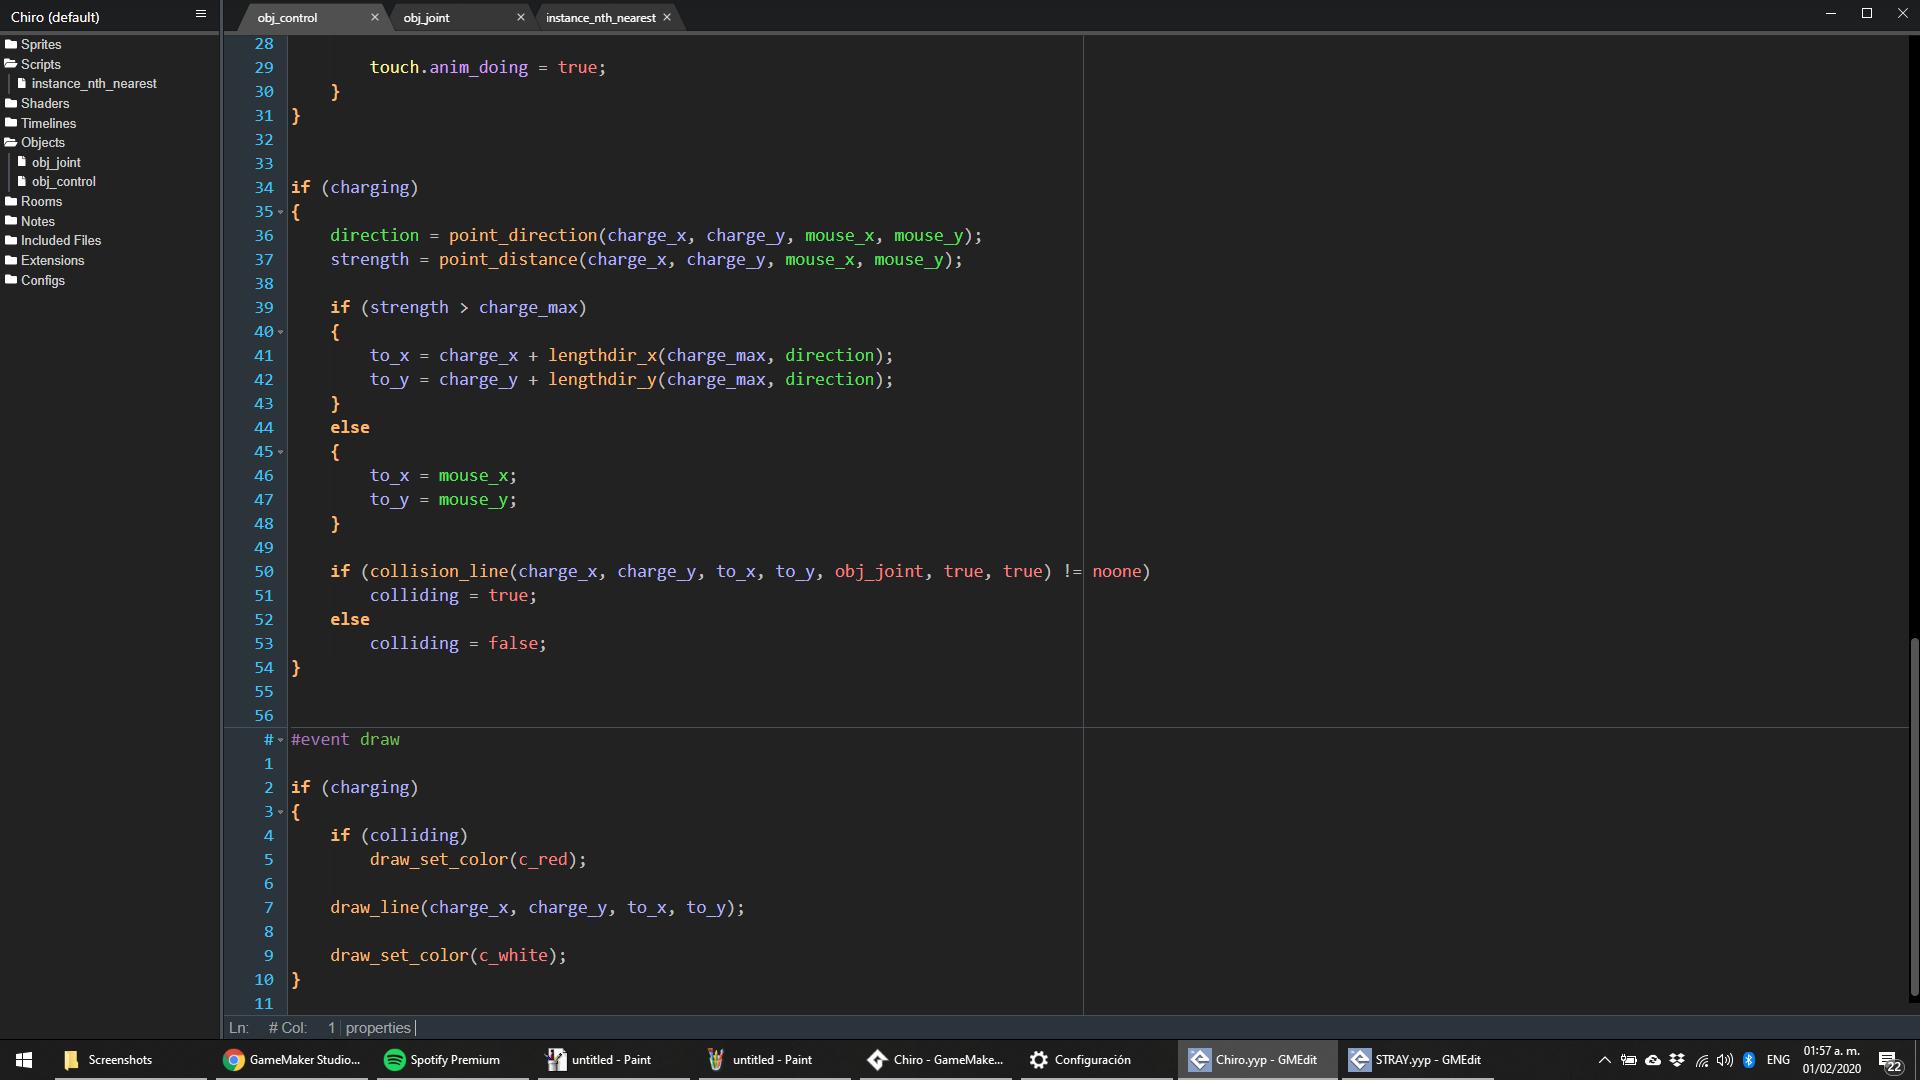 Chiro (default)
obj_control
obj_joint
instance_nth_nearest
Sprites
Scripts
instance_nth_nearest
Shaders
Timelines
Objects
obj_joint
obj_control
Rooms
Notes
Included Files
Extensions
Configs
28
29 touch.anim_doing = true;
30 }
31 }
32
33
34 if (charging)
35 {
36 direction = point_direction(charge_x, charge_y, mouse_x, mouse_y);
37 strength = point_distance(charge_x, charge_y, mouse_x, mouse_y);
38
39 if (strength > charge_max)
40 {
41 to_x = charge_x + lengthdir_x(charge_max, direction);
42 to_y = charge_y + lengthdir_y(charge_max, direction);
43 }
44 else
45 {
46 to_x = mouse_x;
47 to_y = mouse_y;
48 }
49
50 if (collision_line(charge_x, charge_y, to_x, to_y, obj_joint, true, true) != noone)
51 colliding = true;
52 else
53 colliding = false;
54 }
55
56
# #event draw
1
2 if (charging)
3 {
4 if (colliding)
5 draw_set_color(c_red);
6
7 draw_line(charge_x, charge_y, to_x, to_y);
8
9 draw_set_color(c_white);
10 }
11
Ln: # Col: 1 properties
Screenshots
GameMaker Studio...
Spotify Premium
untitled - Paint
untitled - Paint
Chiro - GameMake...
Configuración
Chiro.yyp - GMEdit
STRAY.yyp - GMEdit
ENG
01:57 a. m.
01/02/2020
22